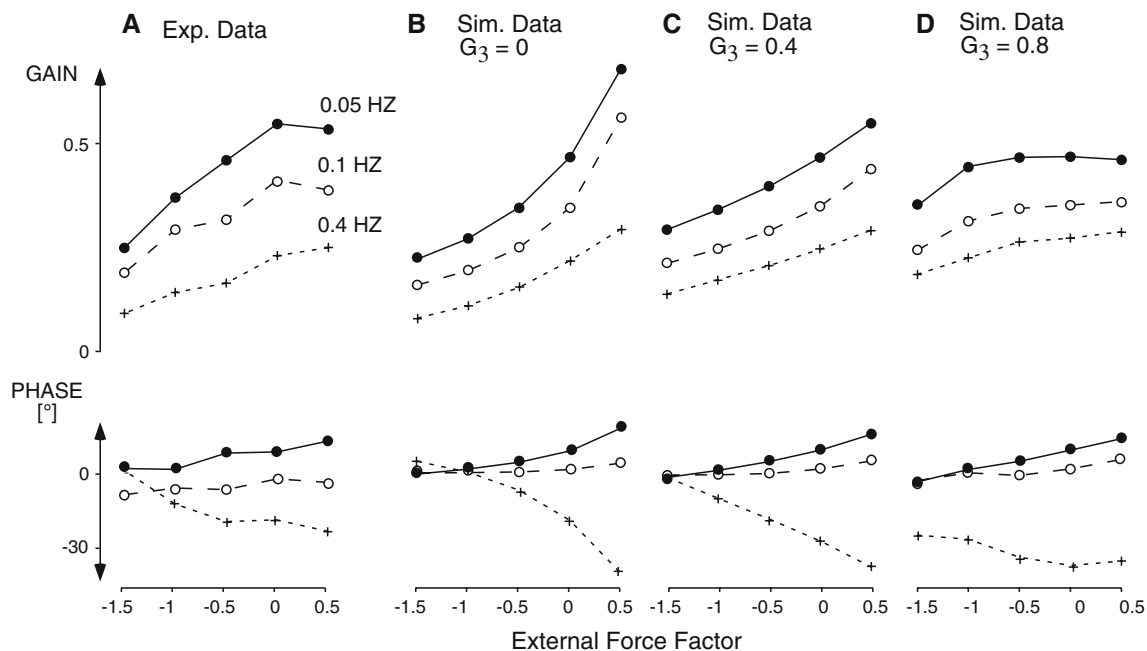 A Exp. Data
B Sim. Data
G3 = 0
C Sim. Data
G3 = 0.4
D Sim. Data
G3 = 0.8
GAIN
0.5
0
0.05 HZ
0.1 HZ
0.4 HZ
PHASE
[°]
0
-30
-1.5 -1 -0.5 0 0.5
-1.5 -1 -0.5 0 0.5
-1.5 -1 -0.5 0 0.5
-1.5 -1 -0.5 0 0.5
External Force Factor